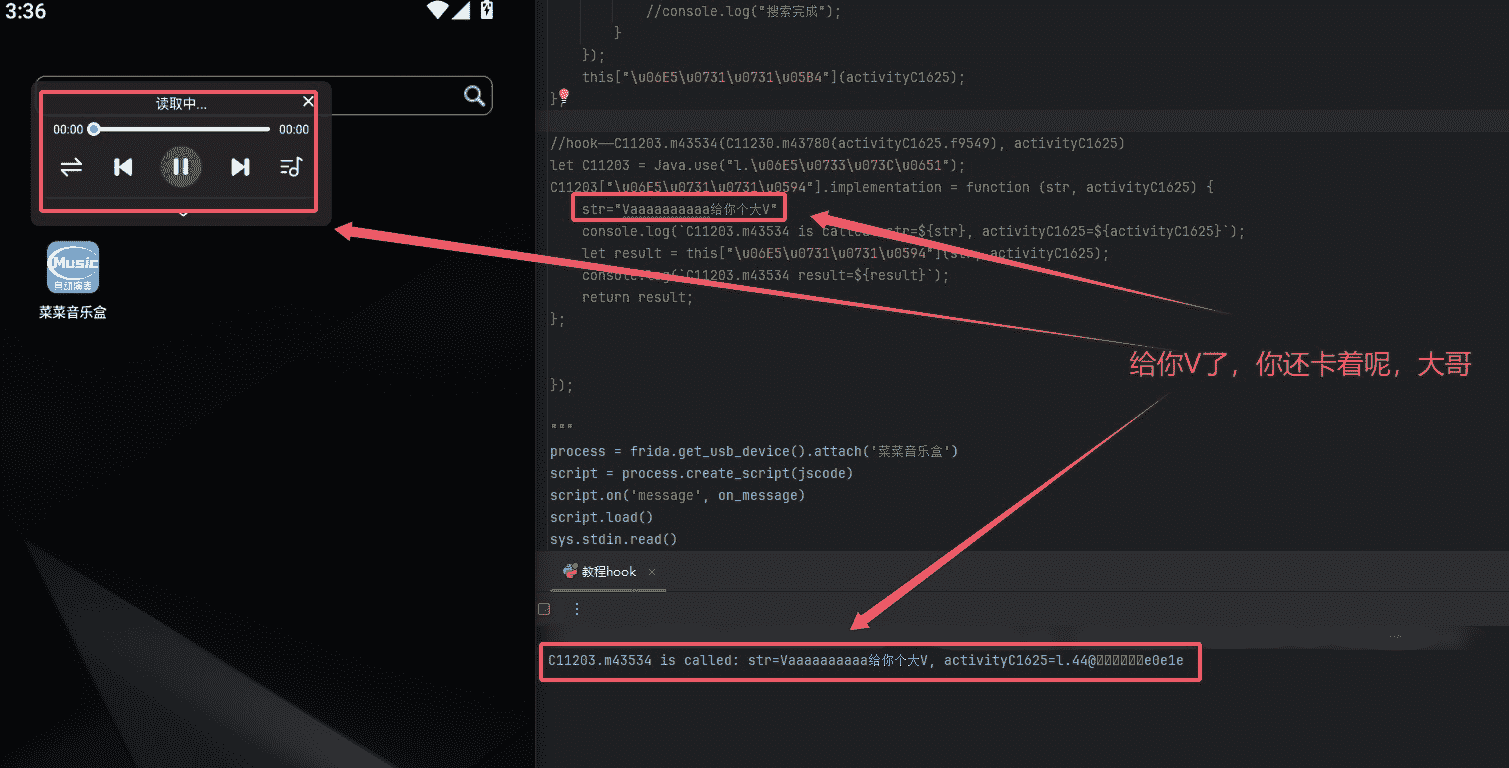 3:36
读取中...
00:00
00:00
Music
自动演奏
菜菜音乐盒
//console.log("搜索完成");
}
});
this["\u06E5\u0731\u0731\u05B4"](activityC1625);
}
//hook——C11203.m43534(C11230.m43780(activityC1625.f9549), activityC1625)
let C11203 = Java.use("l.\u06E5\u0733\u073C\u0651");
C11203["\u06E5\u0731\u0731\u0594"].implementation = function (str, activityC1625) {
str="Vaaaaaaaaaa给你个大V"
console.log(`C11203.m43534 is called: str=${str}, activityC1625=${activityC1625}`);
let result = this["\u06E5\u0731\u0731\u0594"](str, activityC1625);
console.log(`C11203.m43534 result=${result}`);
return result;
};
给你V了，你还卡着呢，大哥
});
"""
process = frida.get_usb_device().attach('菜菜音乐盒')
script = process.create_script(jscode)
script.on('message', on_message)
script.load()
sys.stdin.read()
教程hook
C11203.m43534 is called: str=Vaaaaaaaaaa给你个大V, activityC1625=l.44@e0e1e